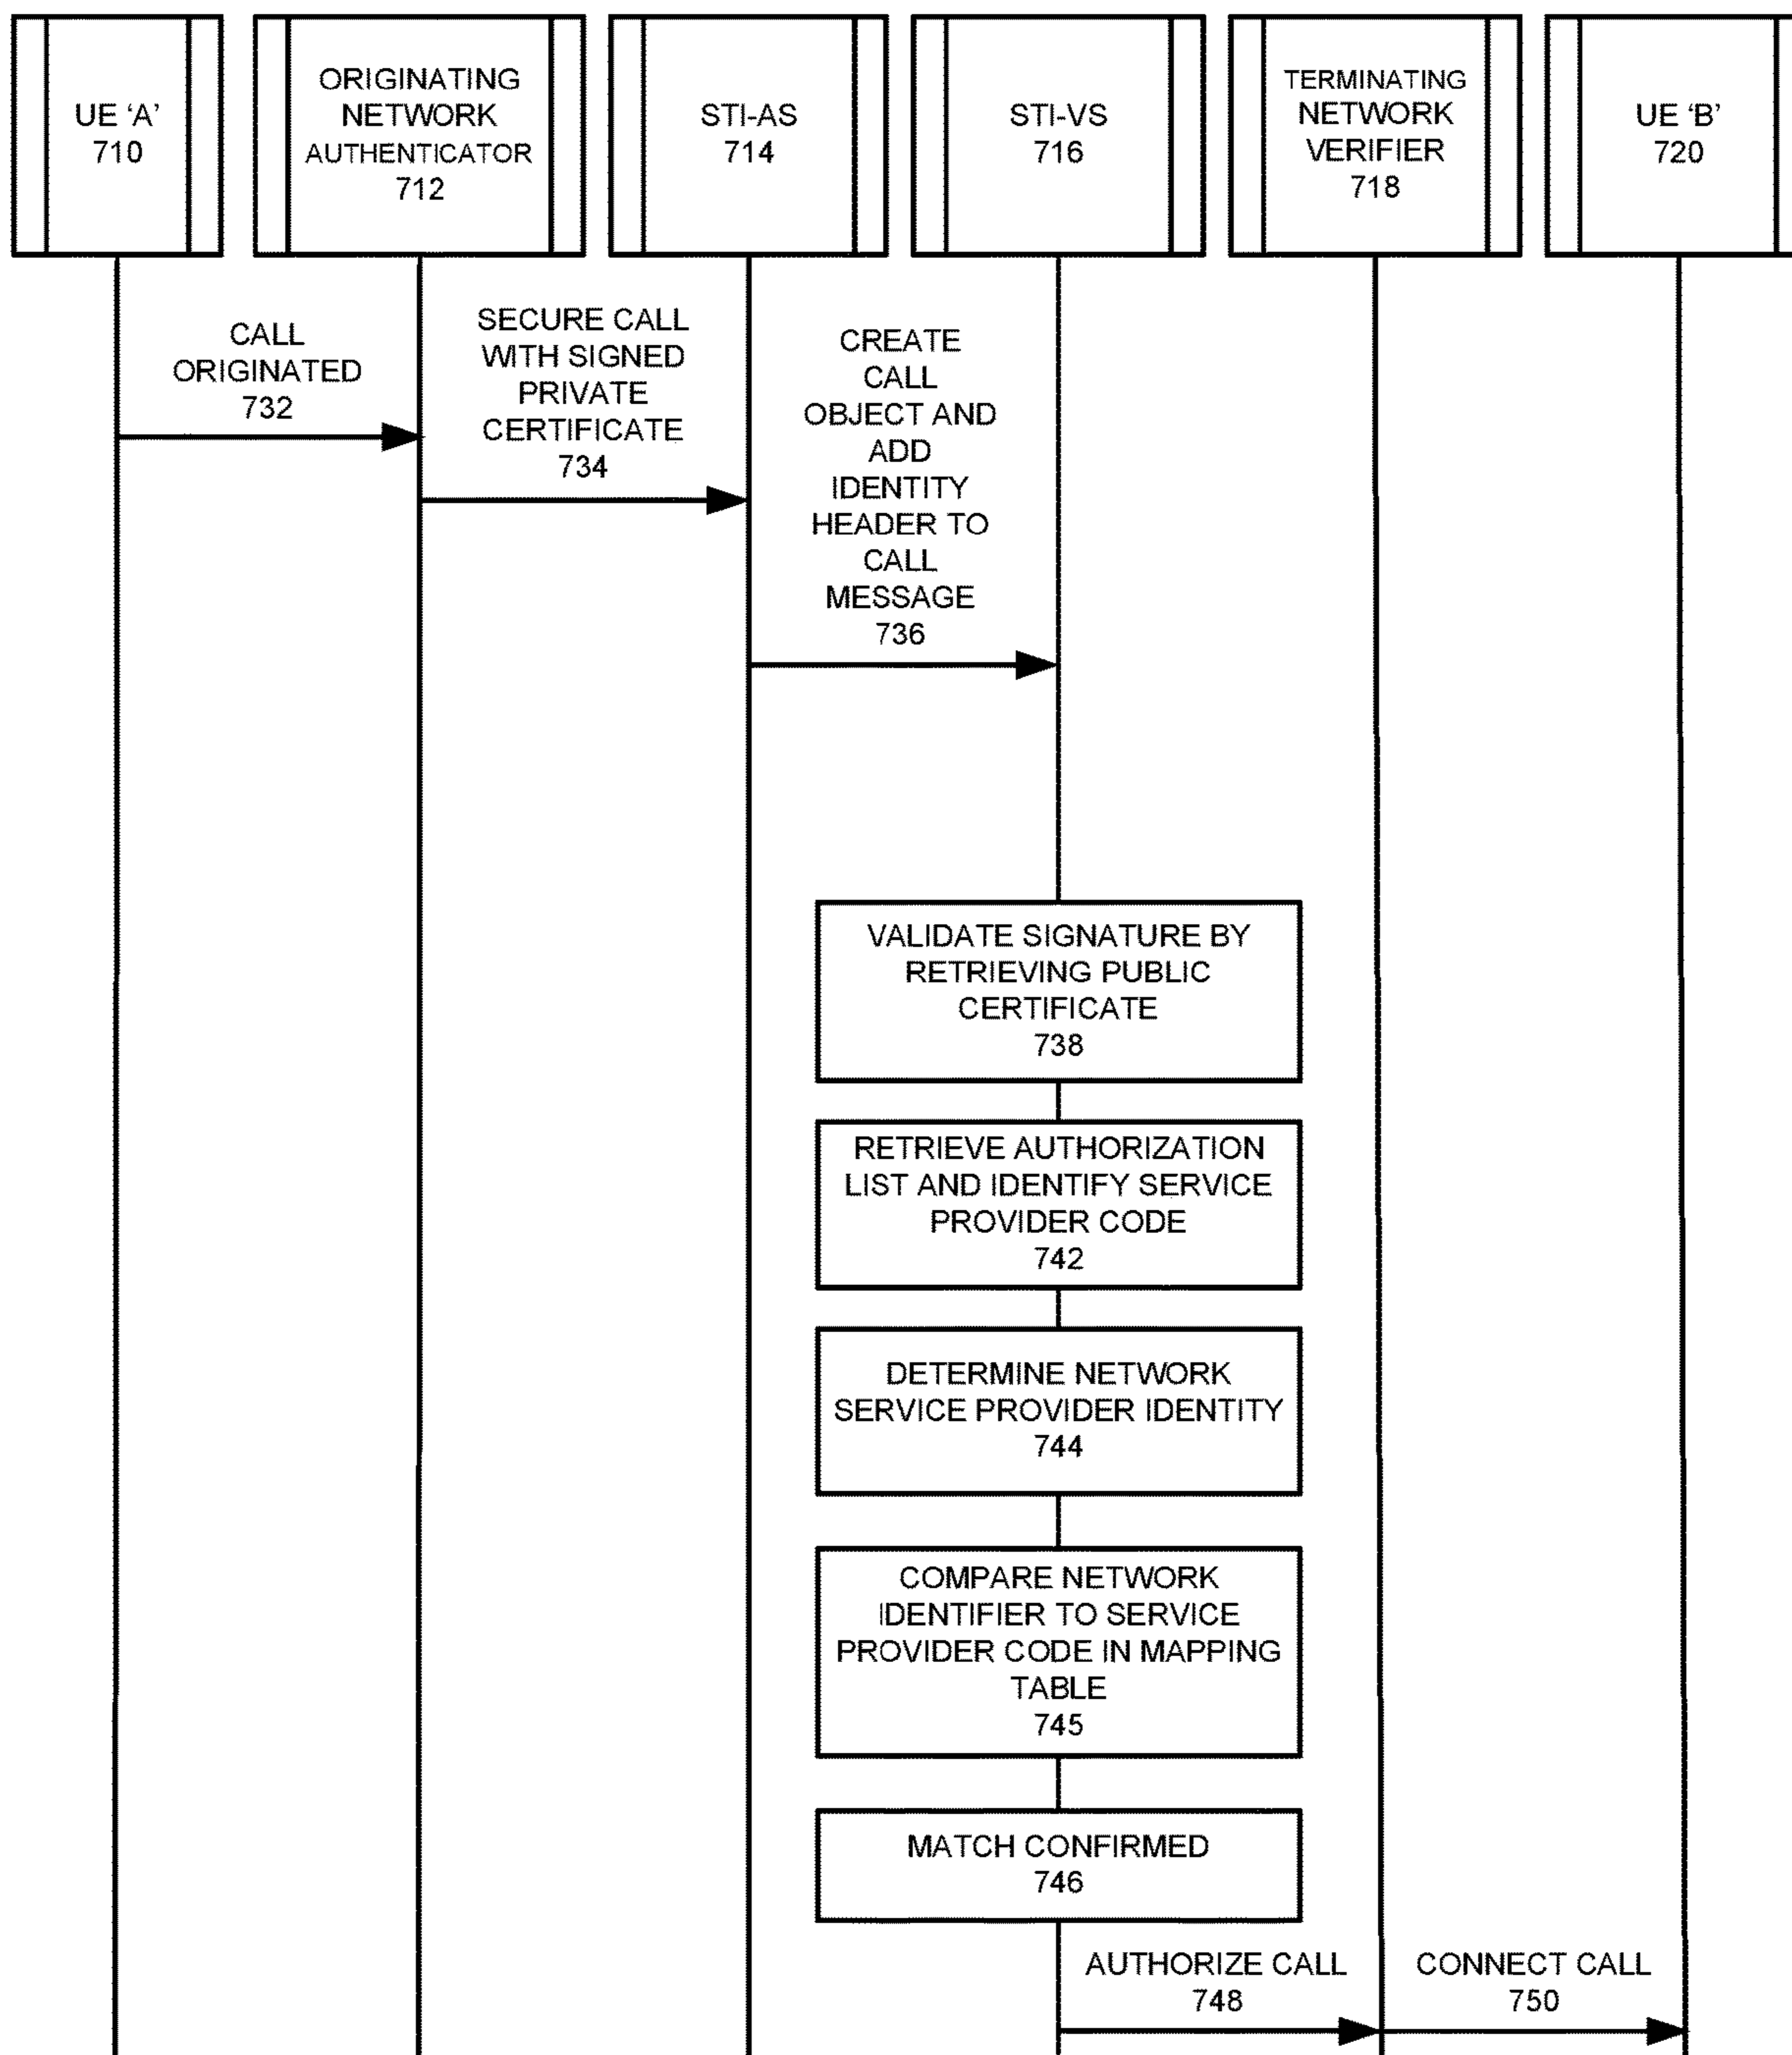 UE 'A'
710
ORIGINATING
NETWORK
AUTHENTICATOR
712
STI-AS
714
STI-VS
716
TERMINATING
NETWORK
VERIFIER
718
UE 'B'
720
CALL
ORIGINATED
732
SECURE CALL
WITH SIGNED
PRIVATE
CERTIFICATE
734
CREATE
CALL
OBJECT AND
ADD
IDENTITY
HEADER TO
CALL
MESSAGE
736
VALIDATE SIGNATURE BY
RETRIEVING PUBLIC
CERTIFICATE
738
RETRIEVE AUTHORIZATION
LIST AND IDENTIFY SERVICE
PROVIDER CODE
742
DETERMINE NETWORK
SERVICE PROVIDER IDENTITY
744
COMPARE NETWORK
IDENTIFIER TO SERVICE
PROVIDER CODE IN MAPPING
TABLE
745
MATCH CONFIRMED
746
AUTHORIZE CALL
748
CONNECT CALL
750